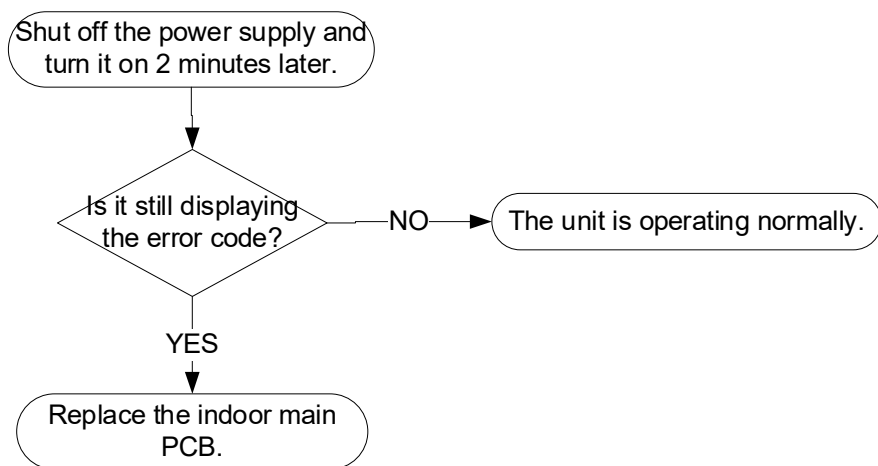 Shut off the power supply and
turn it on 2 minutes later.
Is it still displaying
the error code?
NO
The unit is operating normally.
YES
Replace the indoor main
PCB.